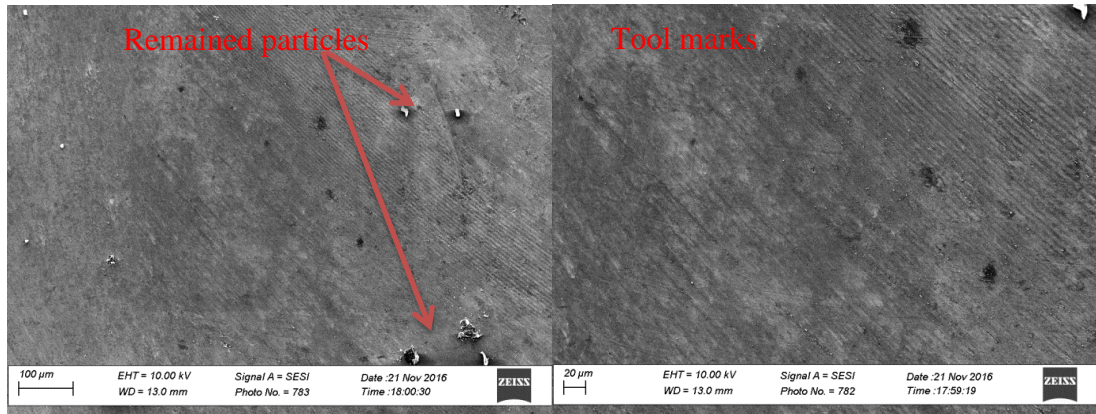 Remained particles
Tool marks
100 µm
EHT = 10.00 kV
Signal A = SESI
Date :21 Nov 2016
WD = 13.0 mm
Photo No. = 783
Time :18:00:30
ZEISS
20 µm
EHT = 10.00 kV
Signal A = SESI
Date :21 Nov 2016
WD = 13.0 mm
Photo No. = 782
Time :17:59:19
ZEISS